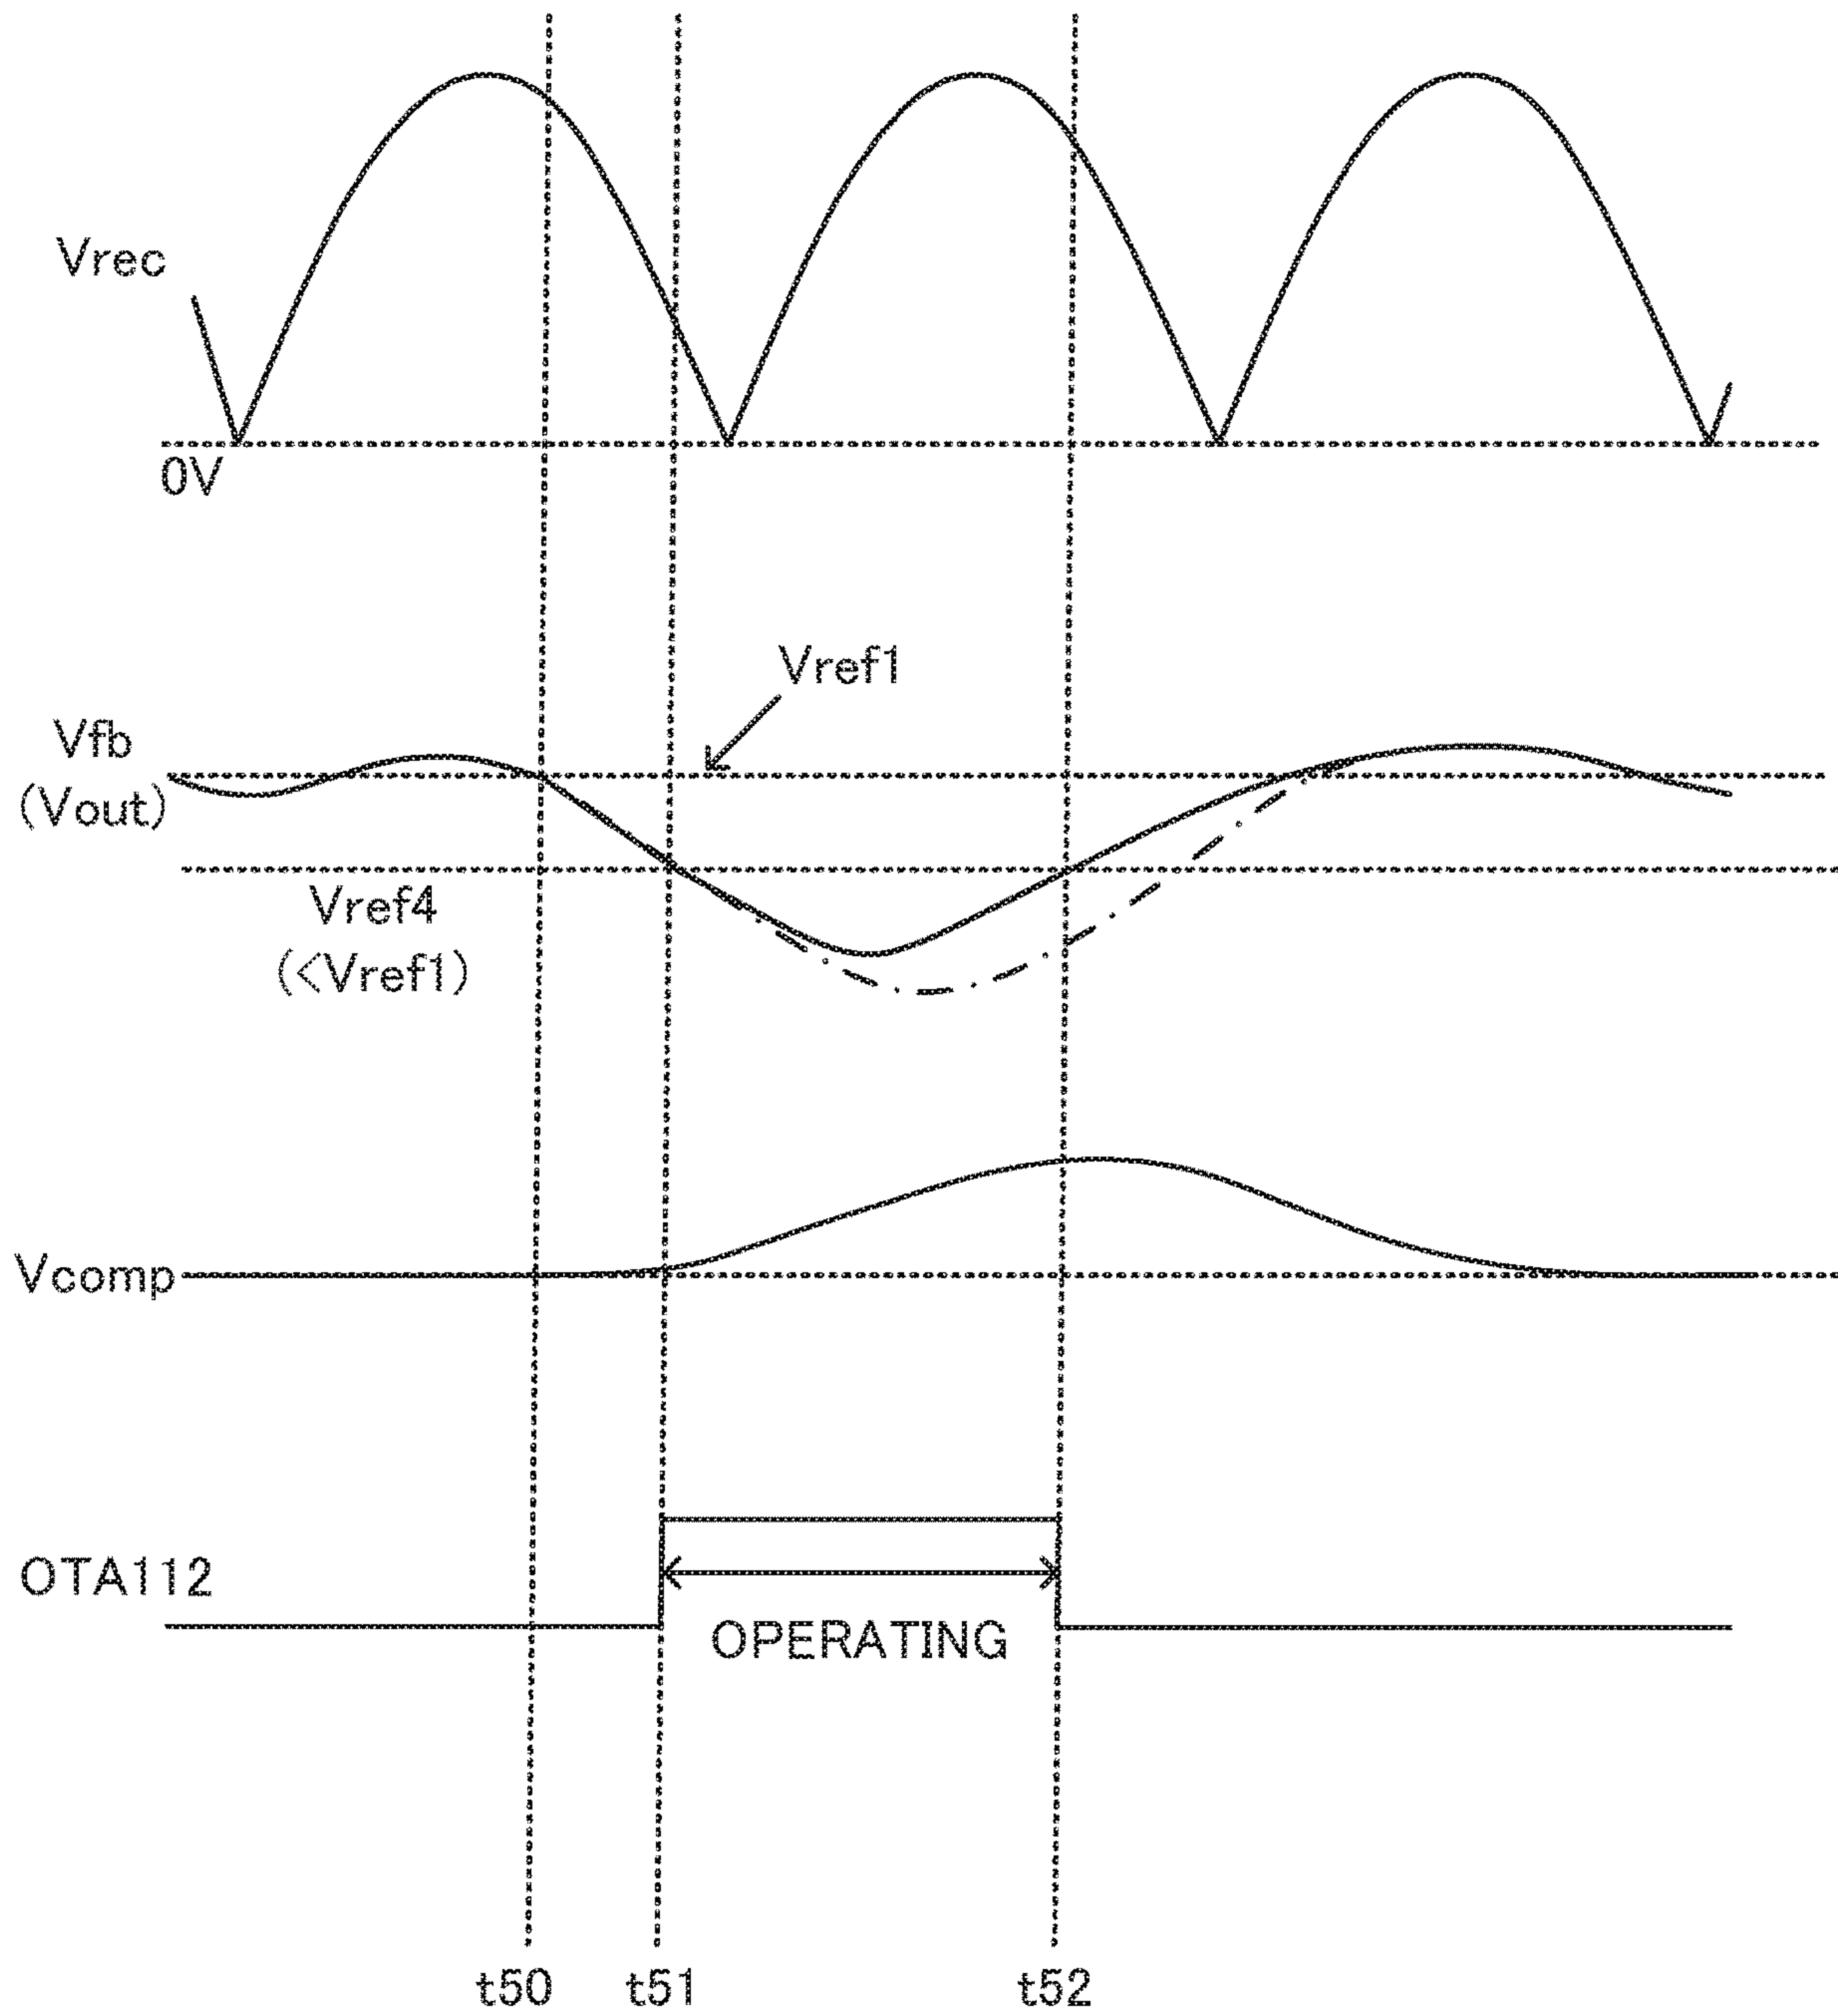 Vrec
0V
Vref1
Vfb
(Vout)
Vref4
(<Vref1)
Vcomp
OTA112
OPERATING
t50 t51 t52